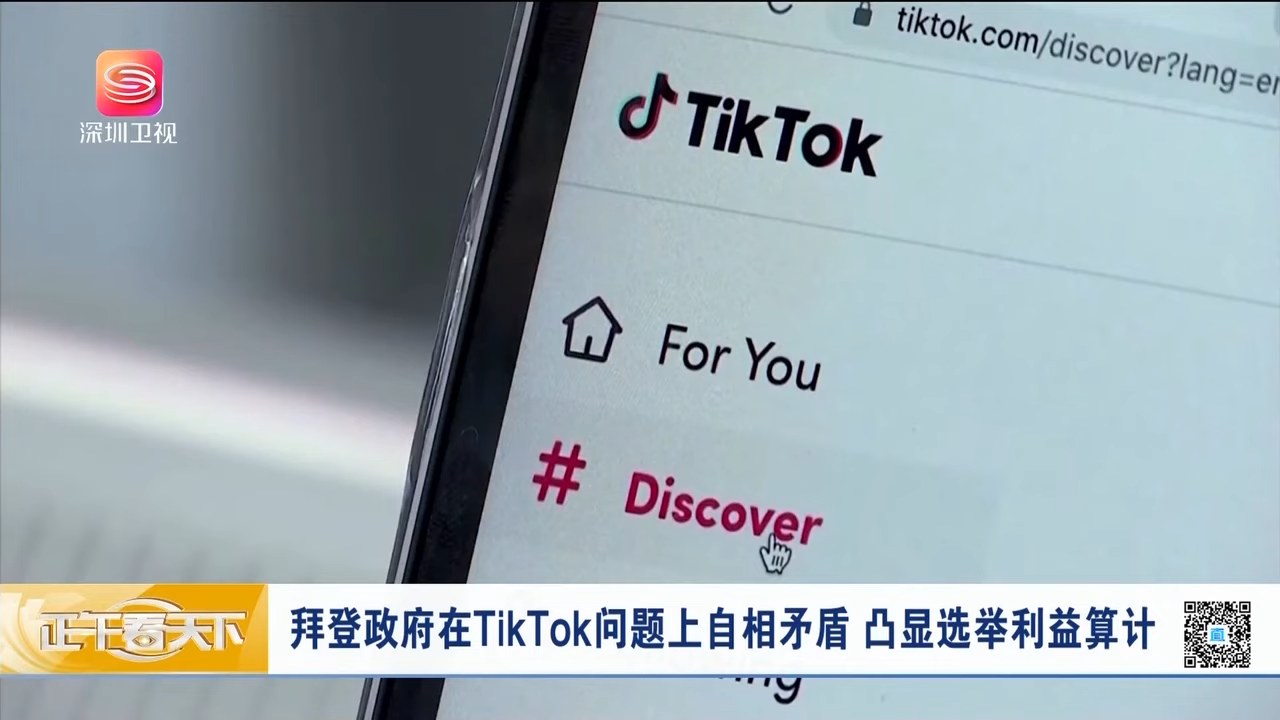 tiktok.com/discover?lang=en
TikTok
深圳卫视
For You
# Discover
正午看天下
拜登政府在TikTok问题上自相矛盾 凸显选举利益算计